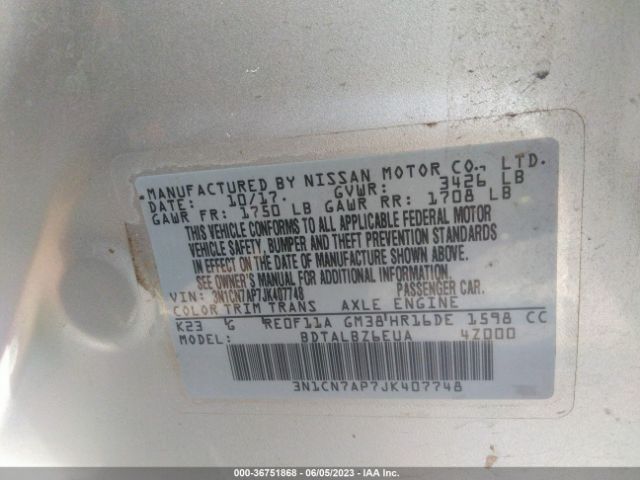 MANUFACTURED BY NISSAN MOTOR CO., LTD.
DATE: 10/17. GVWR: 3426 LB
GAWR FR: 1750 LB GAWR RR: 1708 LB
THIS VEHICLE CONFORMS TO ALL APPLICABLE FEDERAL MOTOR
VEHICLE SAFETY, BUMPER AND THEFT PREVENTION STANDARDS
IN EFFECT ON THE DATE OF MANUFACTURE SHOWN ABOVE.
SEE OWNER'S MANUAL FOR ADDITIONAL INFORMATION
VIN: 3N1CN7AP7JK407748 PASSENGER CAR.
COLOR TRIM TRANS AXLE ENGINE
K23 G RE0F11A GM38 HR16DE 1598 CC
MODEL: BDTALBZ6EUA 4Z000
3N1CN7AP7JK407748
000-36751868 - 06/05/2023 - IAA Inc.